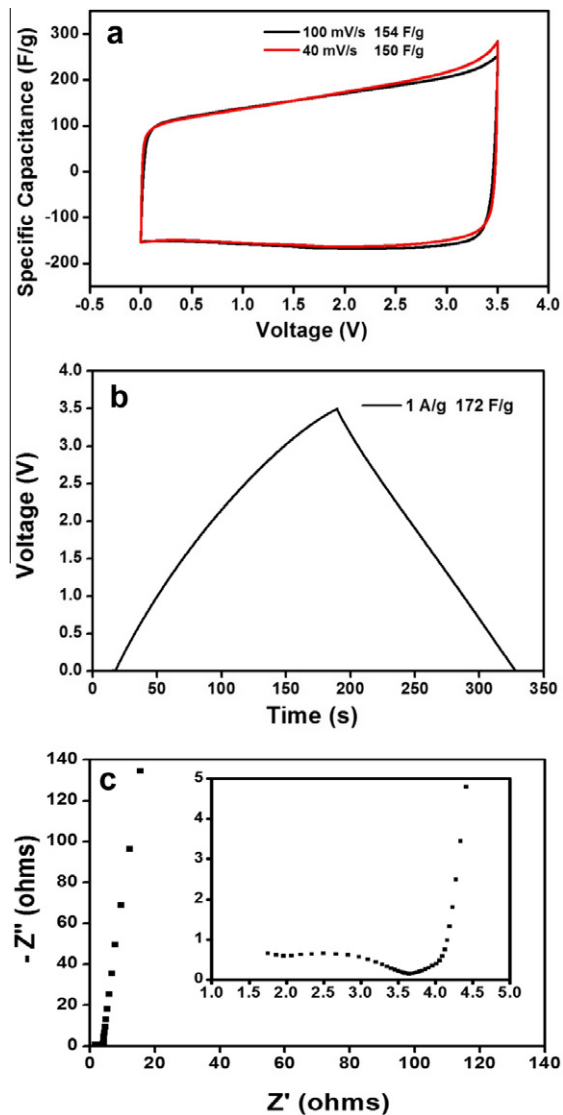 a
100 mV/s 154 F/g
40 mV/s 150 F/g
Specific Capacitance (F/g)
300
200
100
0
-100
-200
-0.5 0.0 0.5 1.0 1.5 2.0 2.5 3.0 3.5 4.0
Voltage (V)
b
1 A/g 172 F/g
Voltage (V)
4.0
3.5
3.0
2.5
2.0
1.5
1.0
0.5
0.0
0 50 100 150 200 250 300 350
Time (s)
c
- Z" (ohms)
140
120
100
80
60
40
20
0
5
4
3
2
1
0
1.0 1.5 2.0 2.5 3.0 3.5 4.0 4.5 5.0
0 20 40 60 80 100 120 140
Z' (ohms)